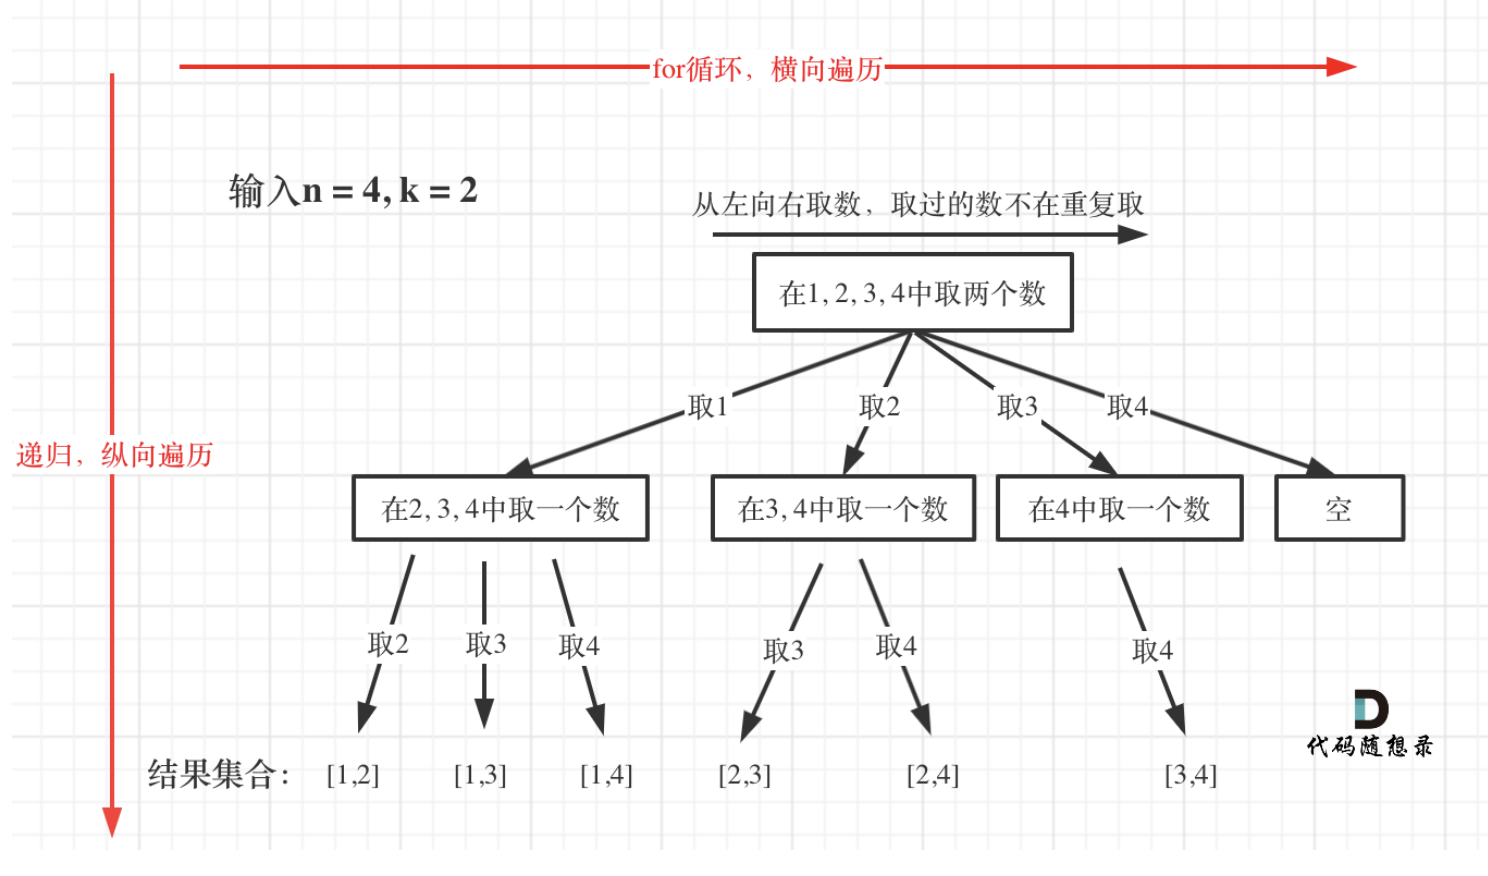 for循环，横向遍历
输入n = 4, k = 2
从左向右取数，取过的数不在重复取
在1, 2, 3, 4中取两个数
取1
取2
取3
取4
递归，纵向遍历
在2, 3, 4中取一个数
在3, 4中取一个数
在4中取一个数
空
取2
取3
取4
取3
取4
取4
代码随想录
结果集合： [1,2] [1,3] [1,4] [2,3] [2,4] [3,4]